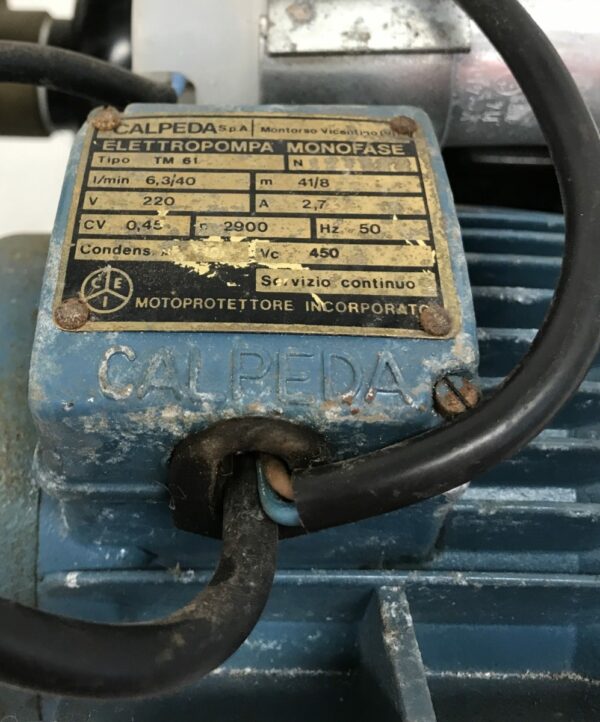 CALPEDA S.p.A. Montorso Vicentino
ELETTROPOMPA MONOFASE
Tipo TM 61 N
l/min 6,3/40 m 41/8
V 220 A 2,7
CV 0,45 2900 Hz 50
Condens. Vc 450
Servizio continuo
CEI MOTOPROTETTORE INCORPORATO
CALPEDA